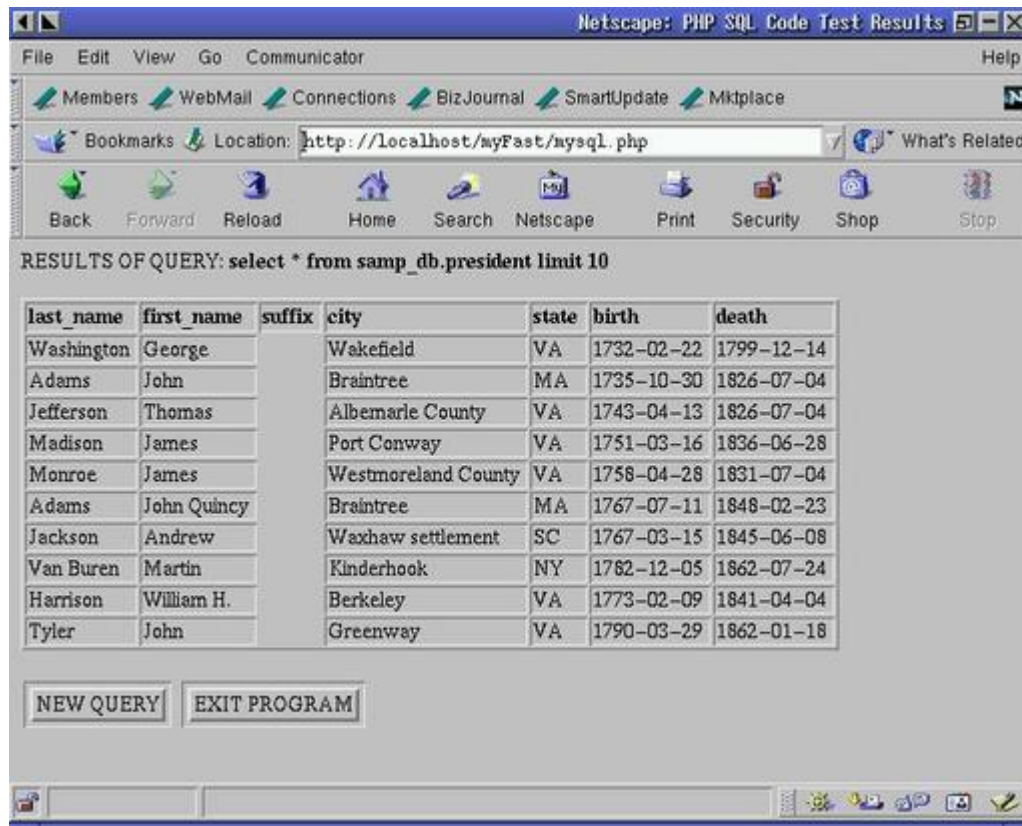 Netscape: PHP SQL Code Test Results
File Edit View Go Communicator Help
Members WebMail Connections BizJournal SmartUpdate Mktplace N
Bookmarks Location: http://localhost/myFast/mysql.php What's Related
My
Back Forward Reload Home Search Netscape Print Security Shop Stop
RESULTS OF QUERY: select * from samp_db.president limit 10
last_name first_name suffix city state birth death
Washington George Wakefield VA 1732-02-22 1799-12-14
Adams John Braintree MA 1735-10-30 1826-07-04
Jefferson Thomas Albemarle County VA 1743-04-13 1826-07-04
Madison James Port Conway VA 1751-03-16 1836-06-28
Monroe James Westmoreland County VA 1758-04-28 1831-07-04
Adams John Quincy Braintree MA 1767-07-11 1848-02-23
Jackson Andrew Waxhaw settlement SC 1767-03-15 1845-06-08
Van Buren Martin Kinderhook NY 1782-12-05 1862-07-24
Harrison William H. Berkeley VA 1773-02-09 1841-04-04
Tyler John Greenway VA 1790-03-29 1862-01-18
NEW QUERY EXIT PROGRAM